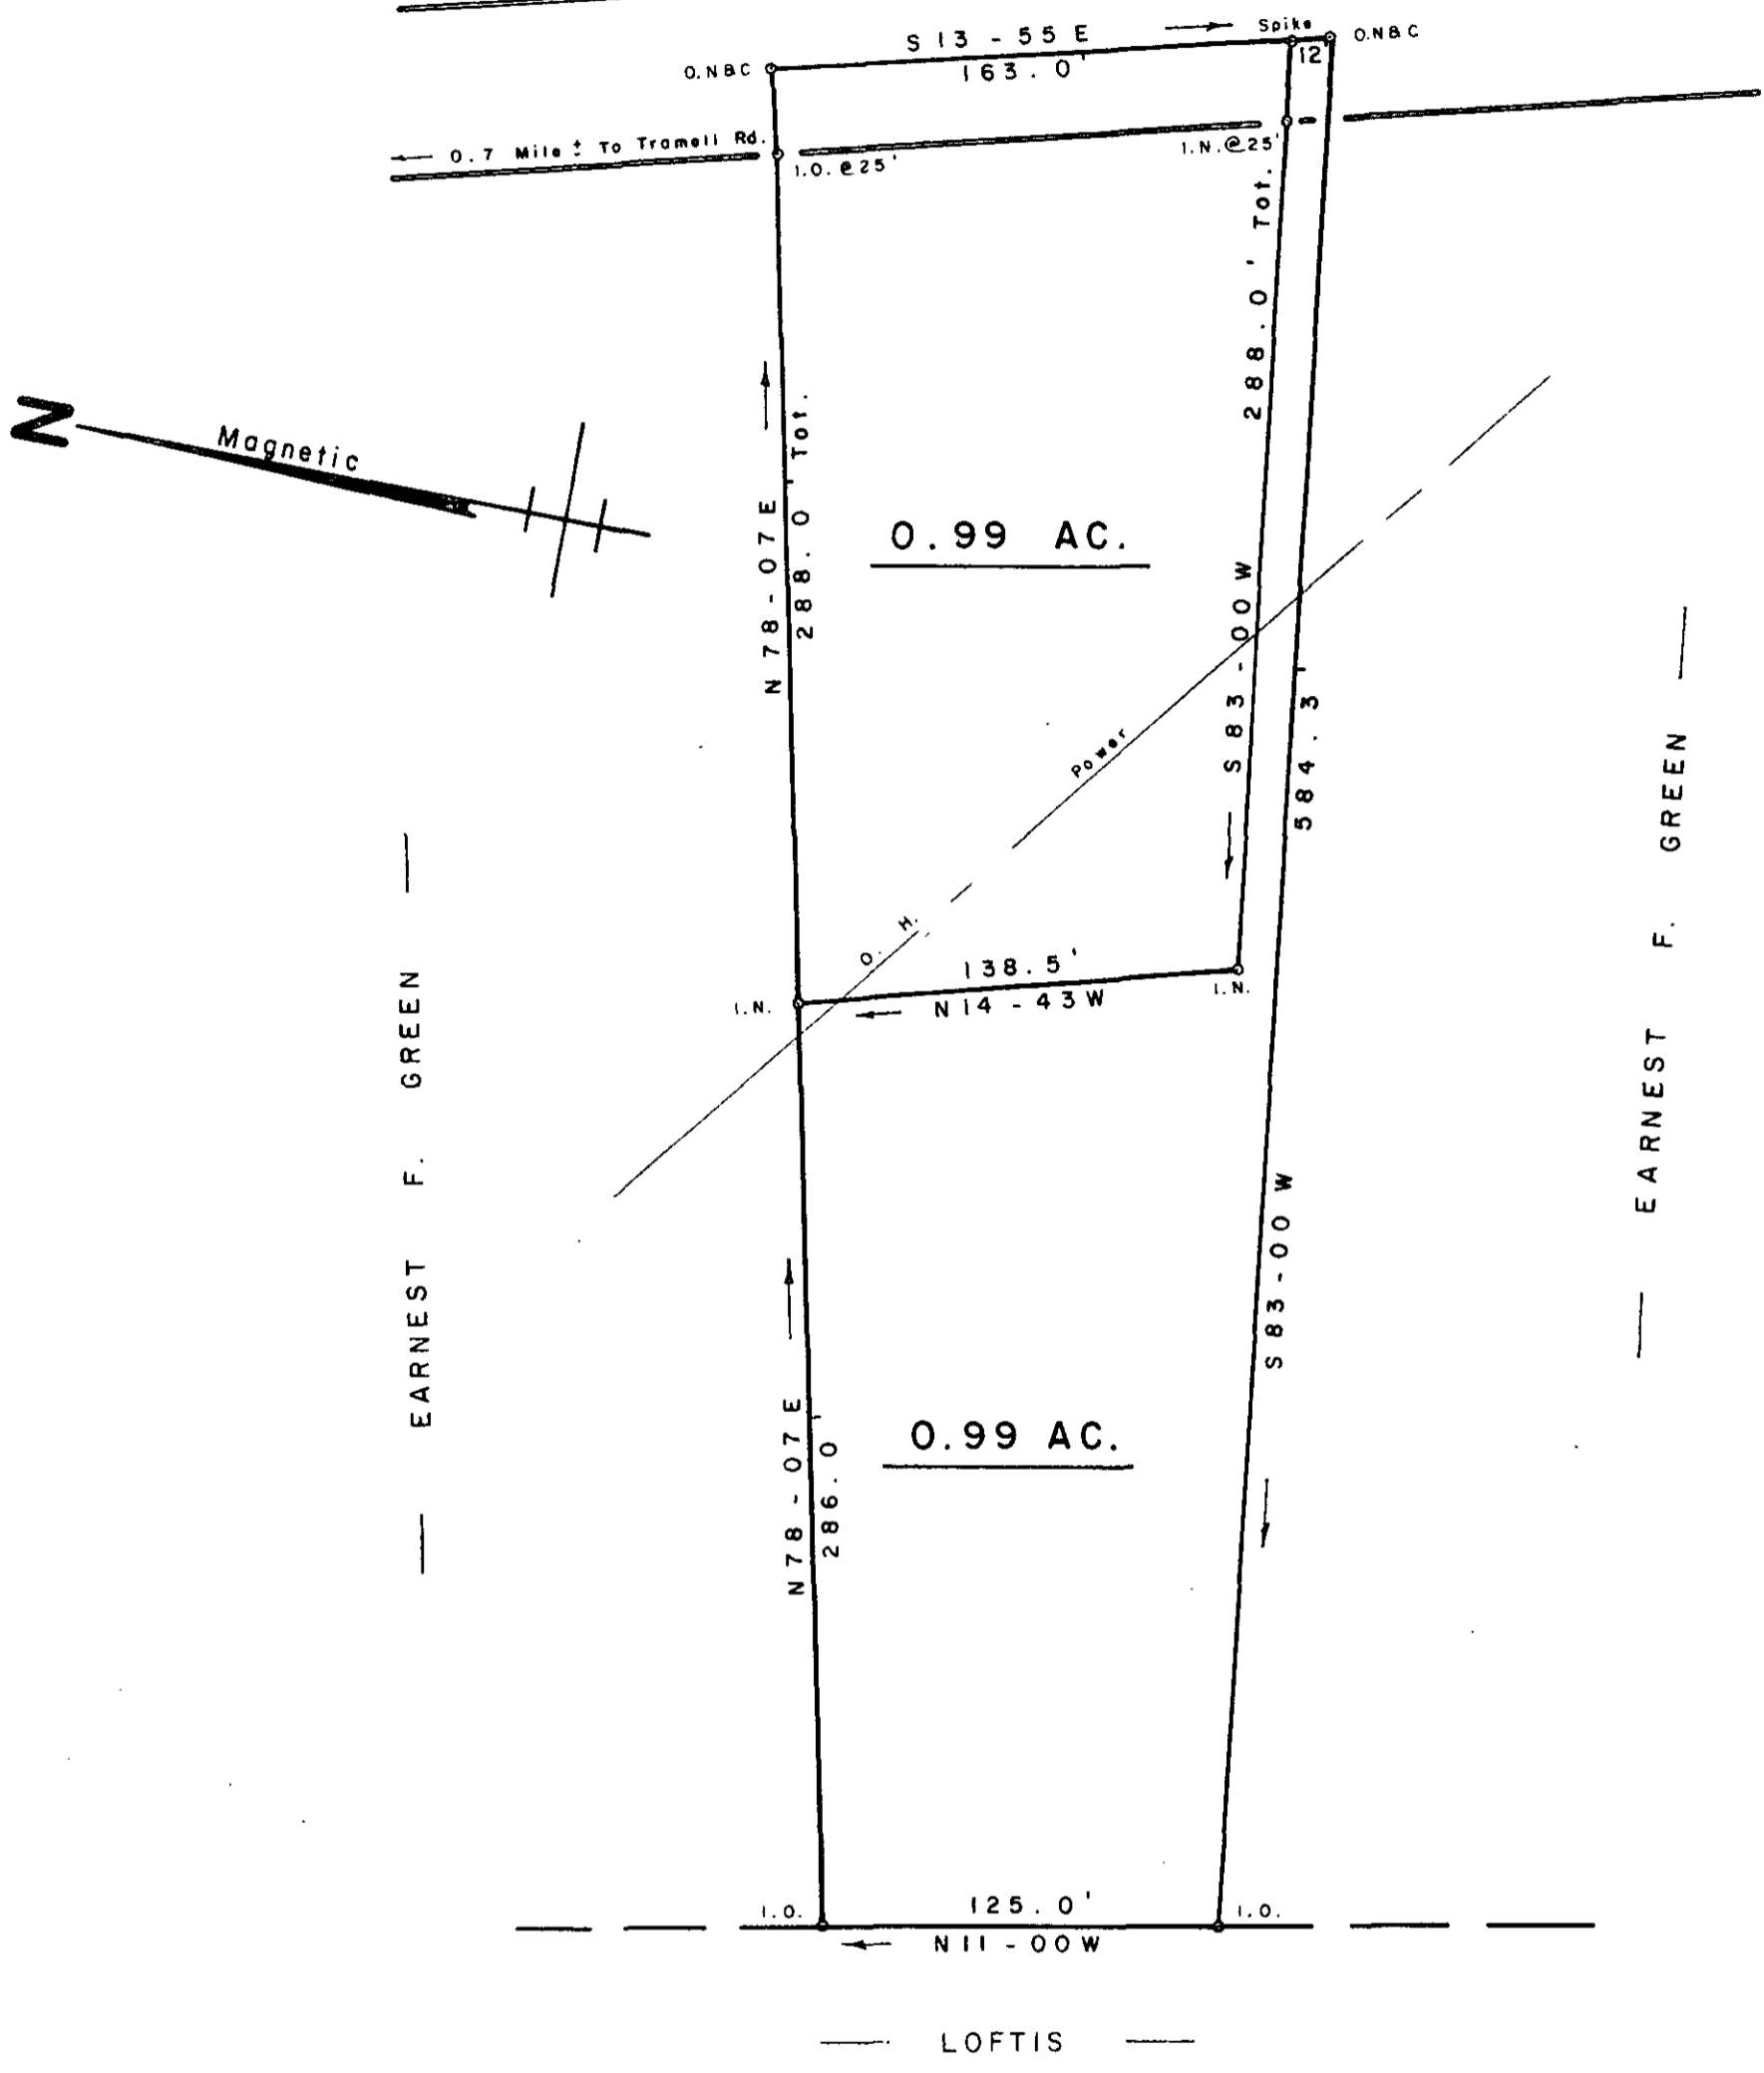 S 13 - 55 E
Spike
O.N&C
12'
O.N&C
163.0'
0.7 Mile ± To Tramell Rd.
I.O. @ 25'
I.N. @ 25'
288.0' Tot.
S 83 - 00 W
N 78 - 07 E
288.0' Tot.
N
Magnetic
0.99 AC.
584.3'
S 83 - 00 W
Power
O. H.
138.5'
N 14 - 43 W
I.N.
I.N.
EARNEST F. GREEN
EARNEST F. GREEN
N 78 - 07 E
286.0'
0.99 AC.
I.O.
125.0'
I.O.
N 11 - 00 W
LOFTIS